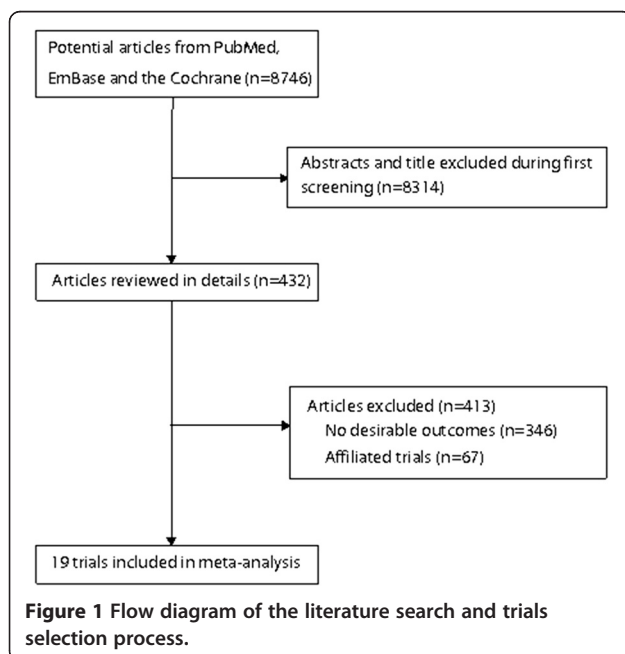 Potential articles from PubMed,
EmBase and the Cochrane (n=8746)
Abstracts and title excluded during first
screening (n=8314)
Articles reviewed in details (n=432)
Articles excluded (n=413)
No desirable outcomes (n=346)
Affiliated trials (n=67)
19 trials included in meta-analysis
Figure 1 Flow diagram of the literature search and trials
selection process.